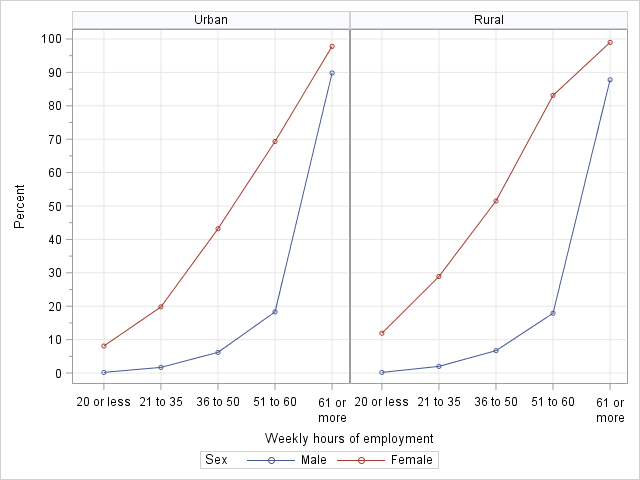 Urban Rural
100
90
80
70
60
50
40
30
20
10
0
Percent
20 or less 21 to 35 36 to 50 51 to 60 61 or more 20 or less 21 to 35 36 to 50 51 to 60 61 or more
Weekly hours of employment
Sex Male Female